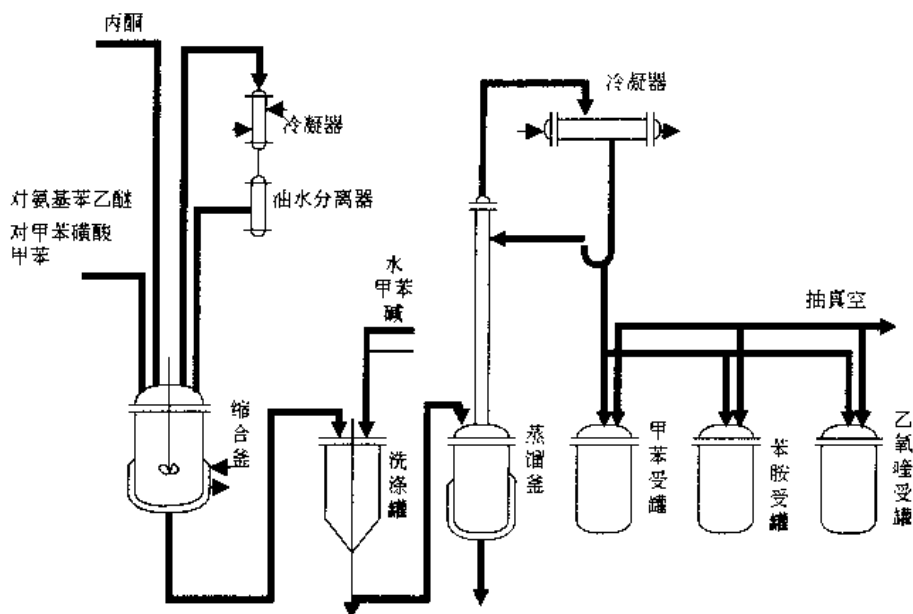 丙酮
冷凝器
冷凝器
对氨基苯乙醚
对甲苯磺酸
甲苯
油水分离器
水
甲苯
碱
抽真空
缩合釜
洗涤罐
蒸馏釜
甲苯受罐
苯胺受罐
乙氧喹受罐